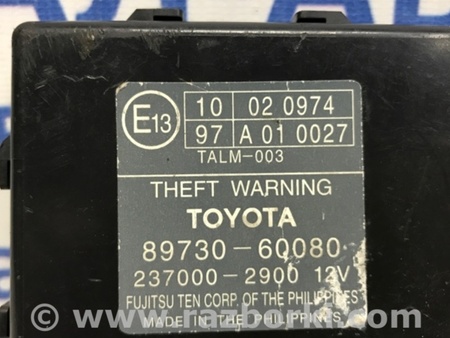 E13
10 02 0974
97 A 01 0027
TALM-003
THEFT WARNING
TOYOTA
89730-60080
237000-2900 12V
FUJITSU TEN CORP. OF THE PHILIPPINES
MADE IN THE PHILIPPINES
© www.razborka.com